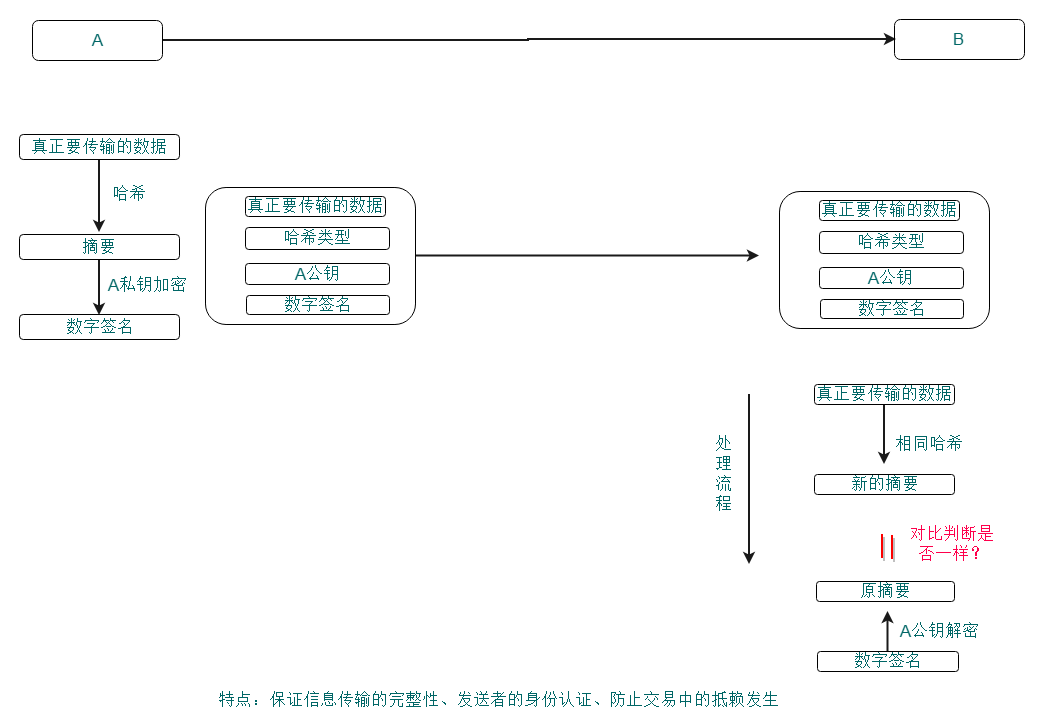 A
B
真正要传输的数据
哈希
摘要
A私钥加密
数字签名
真正要传输的数据
哈希类型
A公钥
数字签名
真正要传输的数据
哈希类型
A公钥
数字签名
处
理
流
程
真正要传输的数据
相同哈希
新的摘要
对比判断是
否一样？
原摘要
A公钥解密
数字签名
特点：保证信息传输的完整性、发送者的身份认证、防止交易中的抵赖发生